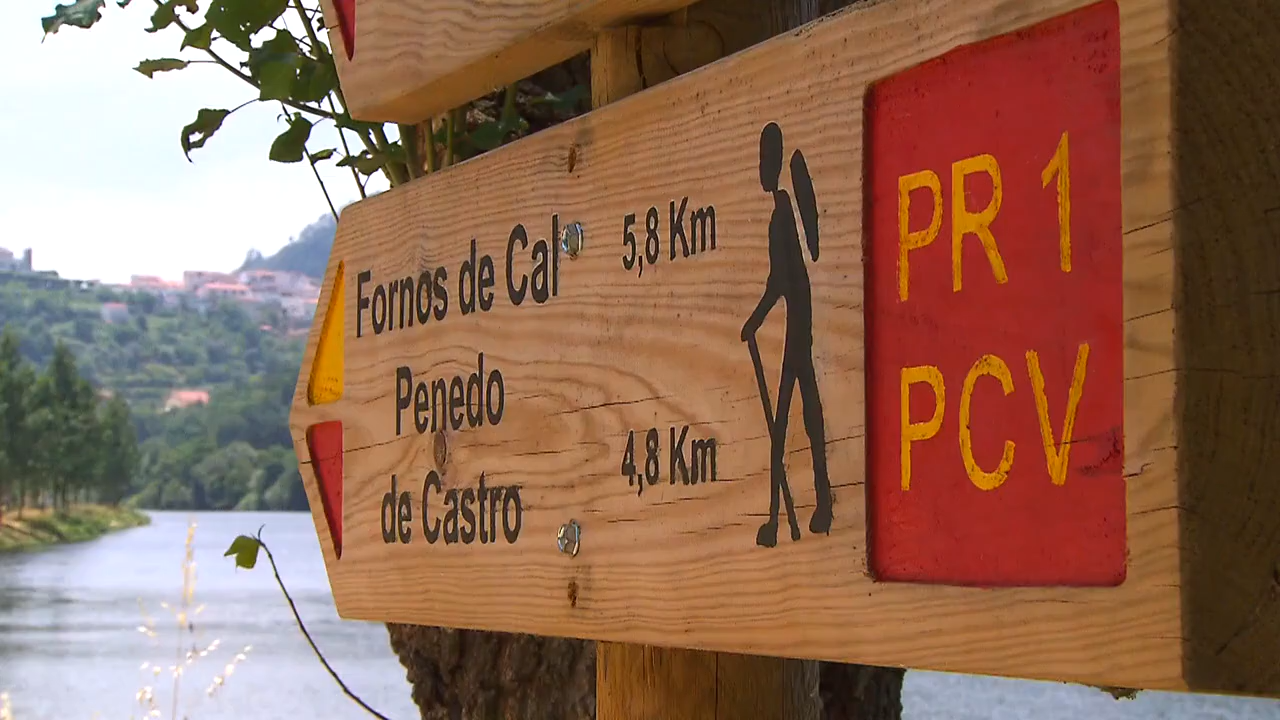 Fornos de Cal 5,8 Km
Penedo
de Castro 4,8 Km
PR 1
PCV